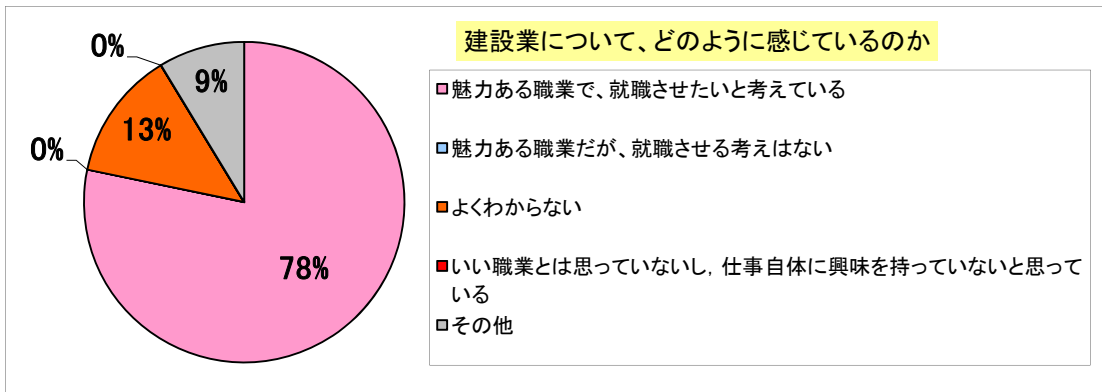 建設業について、どのように感じているのか
0%
9%
13%
0%
78%
魅力ある職業で、就職させたいと考えている
魅力ある職業だが、就職させる考えはない
よくわからない
いい職業とは思っていないし，仕事自体に興味を持っていないと思って
いる
その他